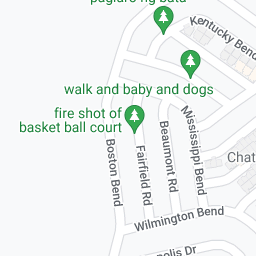 pagiaro ng bata
Kentucky Bend
walk and baby and dogs
fire shot of
basket ball court
Mississippi Bend
Beaumont Rd
Fairfield Rd
Boston Bend
Chat
Wilmington Bend
polis Dr